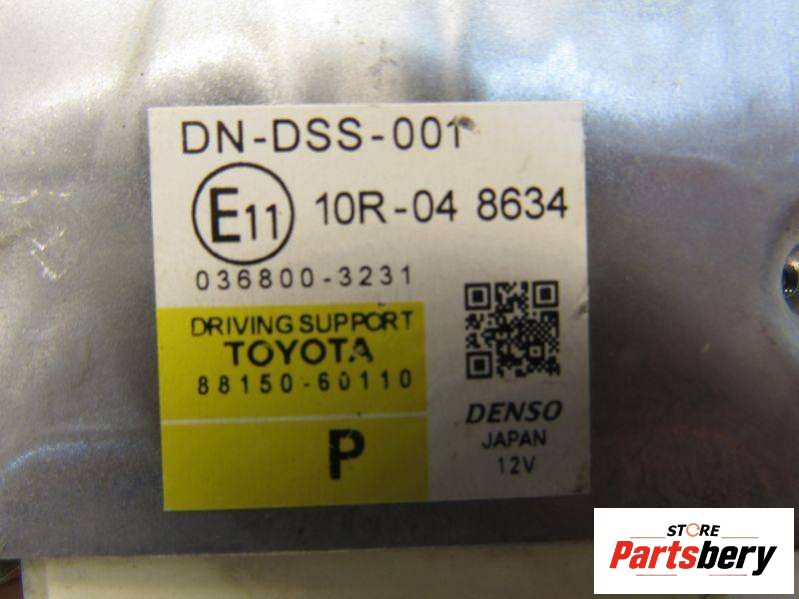 DN-DSS-001
E11 10R-04 8634
036800-3231
DRIVING SUPPORT
TOYOTA
88150-60110
P
DENSO
JAPAN
12V
STORE
Partsbery